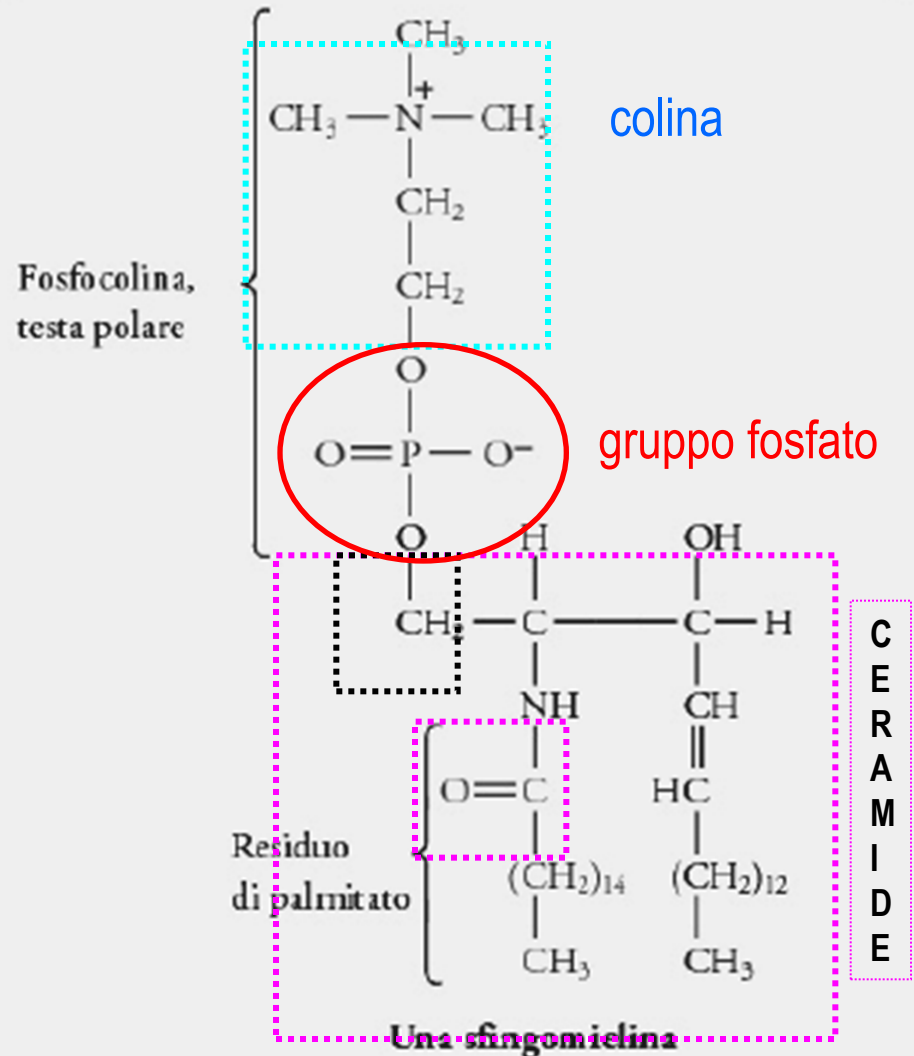 CH₃
CH₃—N⁺—CH₃
colina
CH₂
CH₂
Fosfocolina,
testa polare
O
O=P—O⁻
gruppo fosfato
O H OH
CH₂—C—C—H
NH CH
O=C HC
Residuo
di palmitato
(CH₂)₁₄ (CH₂)₁₂
CH₃ CH₃
C
E
R
A
M
I
D
E
Una sfingomielina